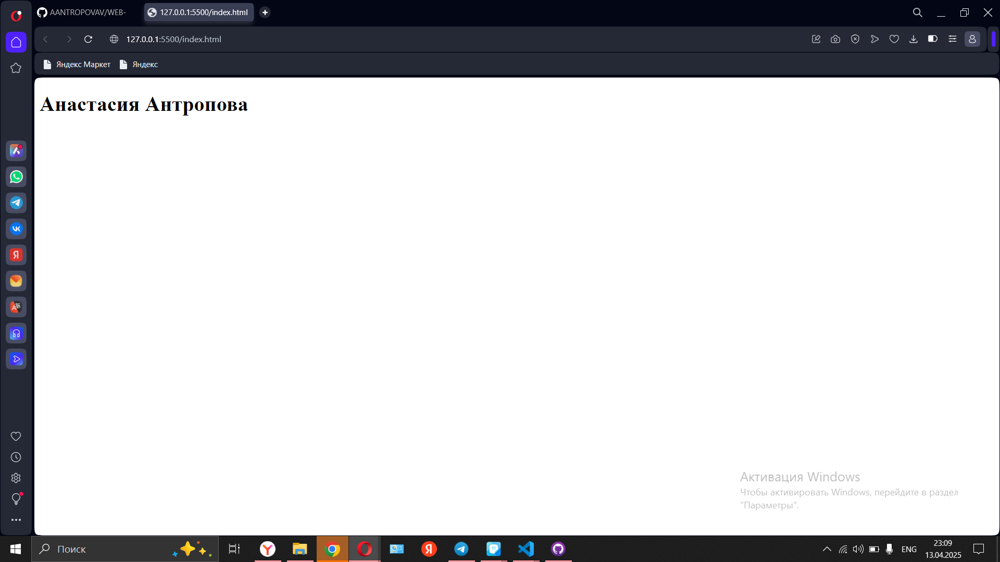 AANTROPOVAV/WEB-
127.0.0.1:5500/index.html
127.0.0.1:5500/index.html
Яндекс Маркет
Яндекс
Анастасия Антропова
Активация Windows
Чтобы активировать Windows, перейдите в раздел
"Параметры".
Поиск
ENG
23:09
13.04.2025